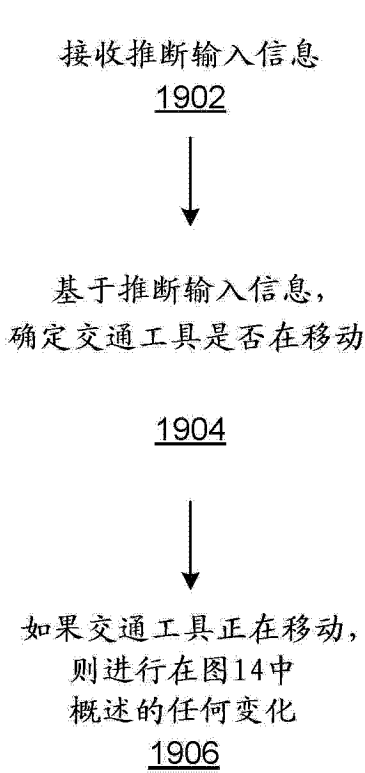 接收推断输入信息
1902
基于推断输入信息，
确定交通工具是否在移动
1904
如果交通工具正在移动，
则进行在图14中
概述的任何变化
1906